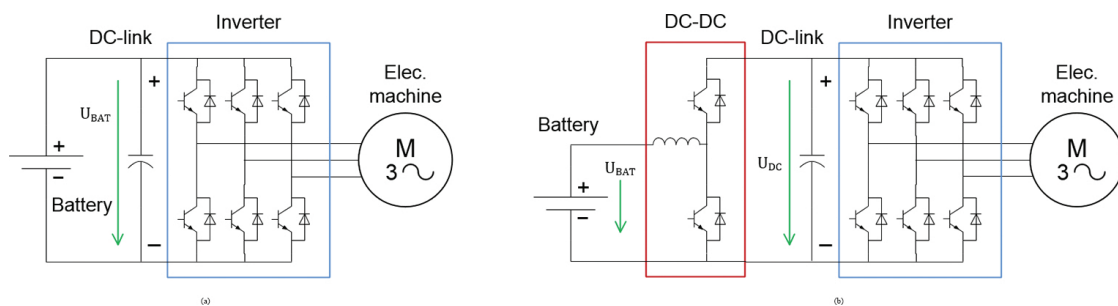 Inverter
DC-link
Elec.
machine
+
U_BAT
+
−
Battery
−
M
3
(a)
DC-DC
DC-link
Inverter
Elec.
machine
Battery
+
+
U_BAT
−
U_DC
−
M
3
(b)